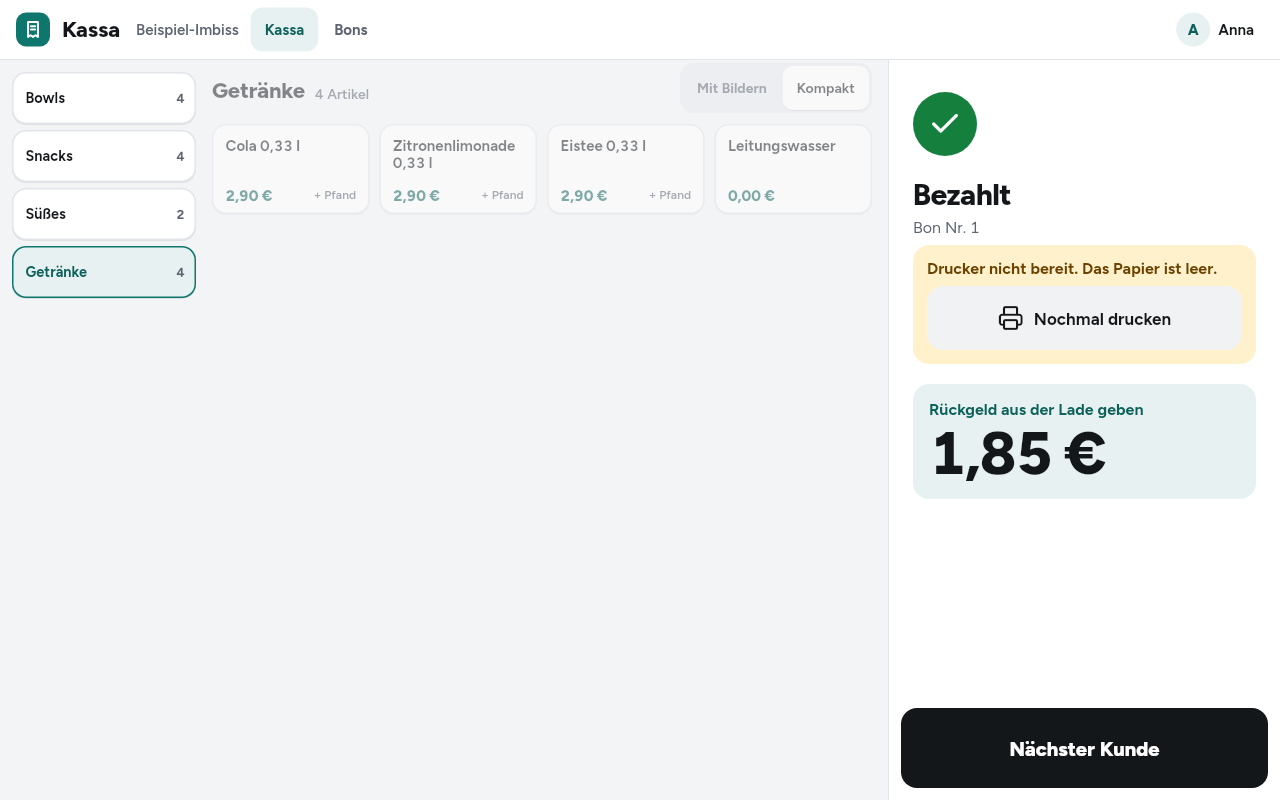 Kassa
Beispiel-Imbiss
Kassa
Bons
A
Anna
Bowls 4
Snacks 4
Süßes 2
Getränke 4
Getränke 4 Artikel
Mit Bildern
Kompakt
Cola 0,33 l
2,90 € + Pfand
Zitronenlimonade
0,33 l
2,90 € + Pfand
Eistee 0,33 l
2,90 € + Pfand
Leitungswasser
0,00 €
Bezahlt
Bon Nr. 1
Drucker nicht bereit. Das Papier ist leer.
Nochmal drucken
Rückgeld aus der Lade geben
1,85 €
Nächster Kunde